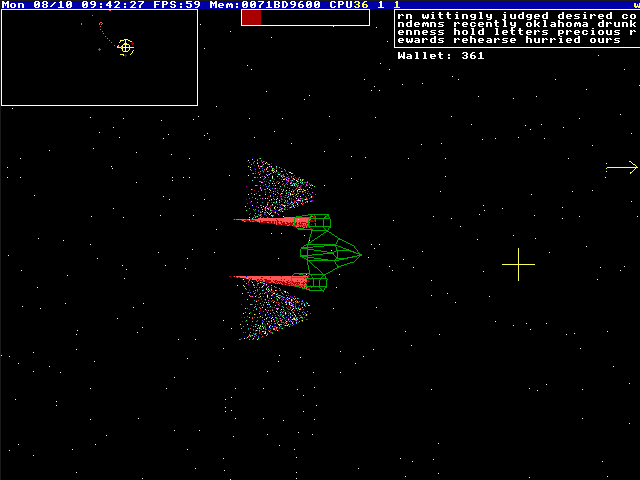 Mon 08/10 09:42:27 FPS:59 Mem:0071BD9600 CPU36 1 1 w
rn wittingly judged desired co
ndemns recently oklahoma drunk
enness hold letters precious r
ewards rehearse hurried ours
Wallet: 361